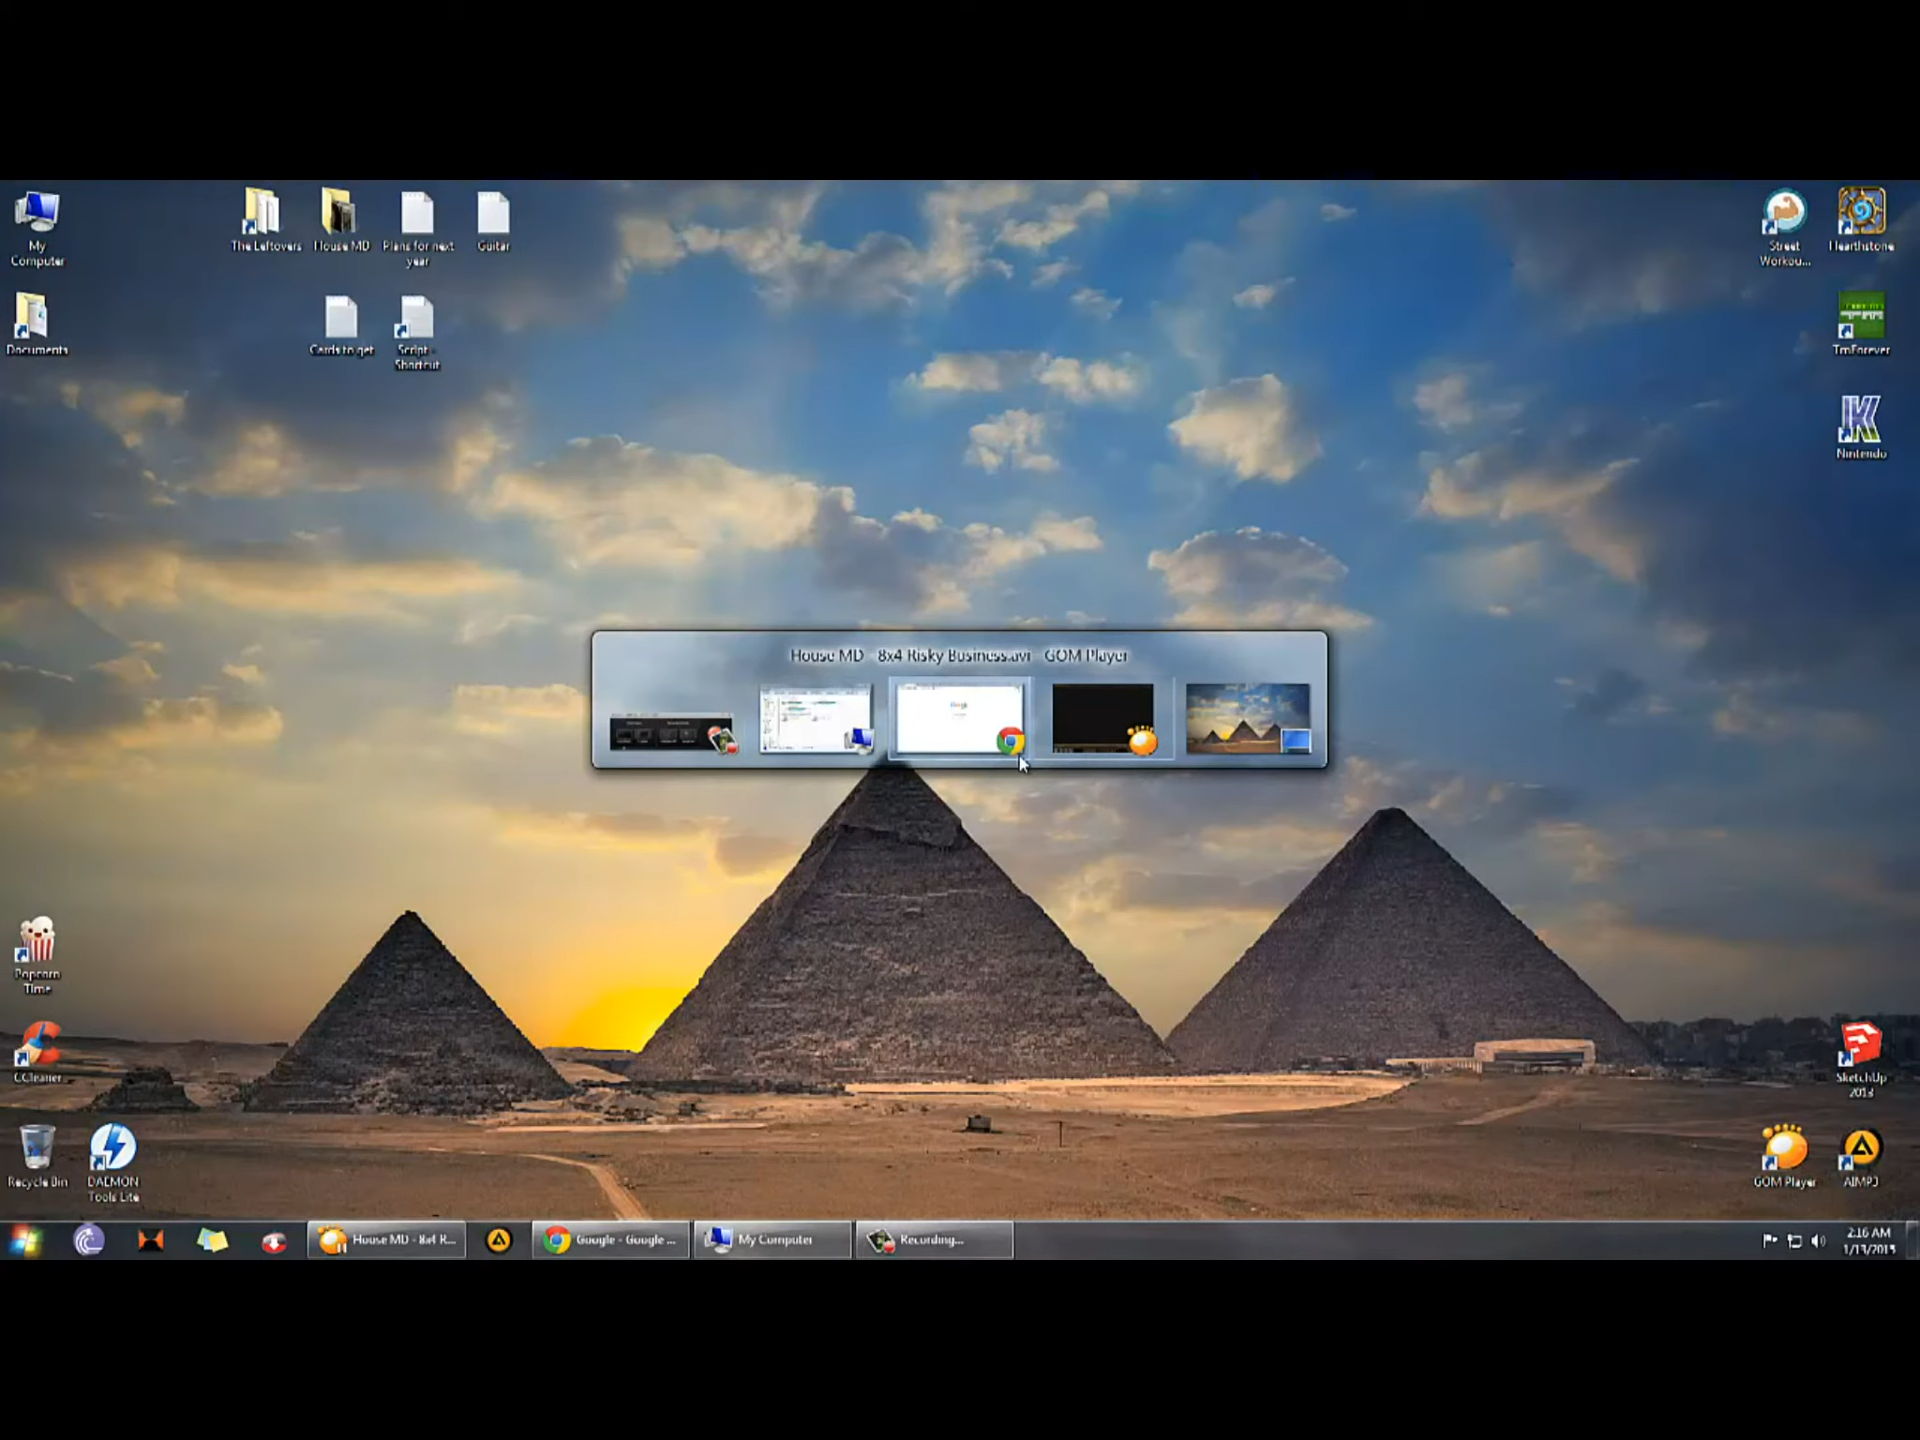 My
Computer
The Leftovers
House MD
Plans for next
year
Guitar
Street
Workou...
Hearthstone
Documents
Cards to get
Script -
Shortcut
TmForever
Nintendo
House MD - 8x4 Risky Business.avi - GOM Player
Google
Popcorn
Time
CCleaner
SketchUp
2013
Recycle Bin
DAEMON
Tools Lite
GOM Player
AIMP3
House MD - 8x4 R...
Google - Google ...
My Computer
Recording...
2:16 AM
1/13/2015